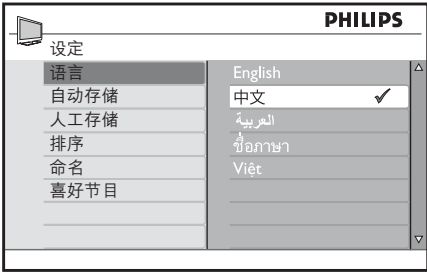 PHILIPS
设定
语言
English
自动存储
中文
人工存储
العربية
排序
ชื่อภาษา
命名
Việt
喜好节目